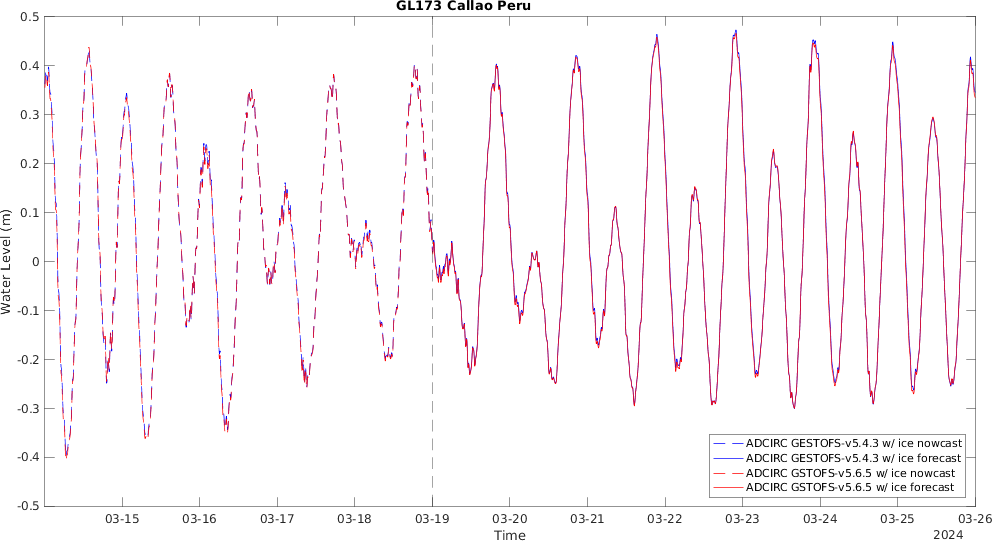 GL173 Callao Peru
0.5
0.4
0.3
0.2
0.1
0
-0.1
-0.2
-0.3
-0.4
-0.5
Water Level (m)
ADCIRC GESTOFS-v5.4.3 w/ ice nowcast
ADCIRC GESTOFS-v5.4.3 w/ ice forecast
ADCIRC GSTOFS-v5.6.5 w/ ice nowcast
ADCIRC GSTOFS-v5.6.5 w/ ice forecast
03-15 03-16 03-17 03-18 03-19 03-20 03-21 03-22 03-23 03-24 03-25 03-26
Time
2024